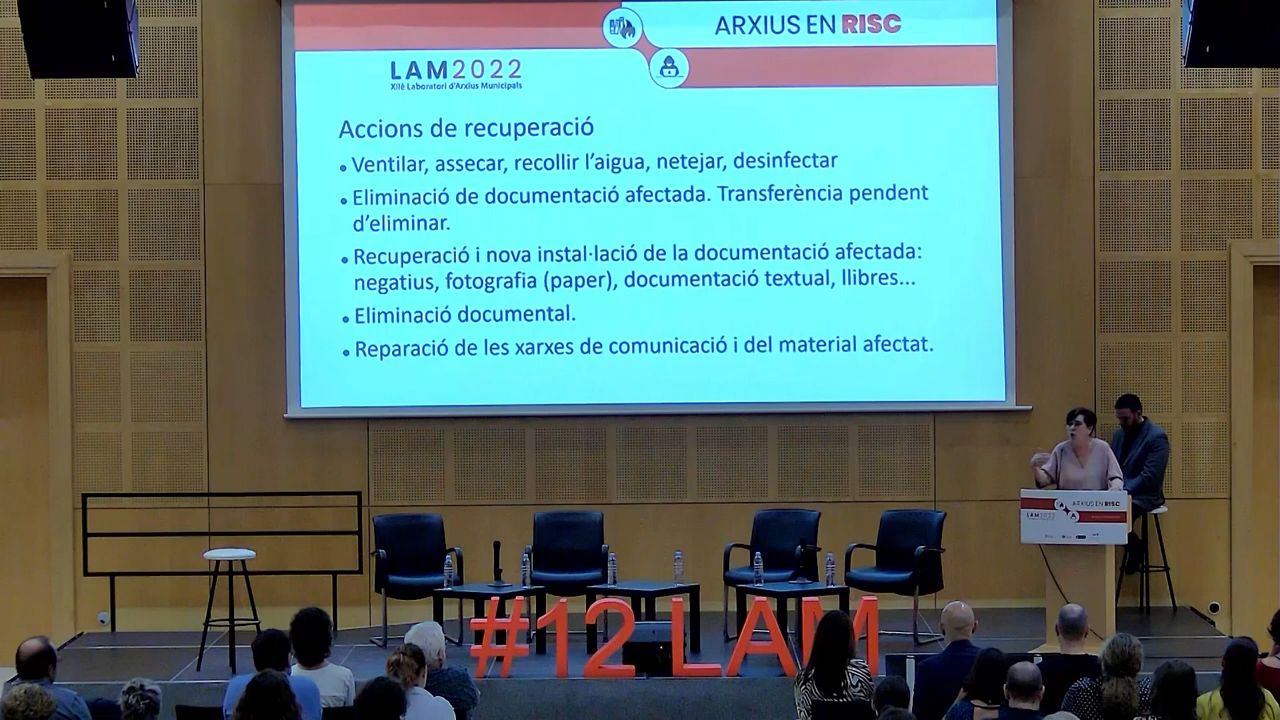 ARXIUS EN RISC
LAM2022
XIIè Laboratori d'Arxius Municipals
Accions de recuperació
• Ventilar, assecar, recollir l'aigua, netejar, desinfectar
• Eliminació de documentació afectada. Transferència pendent
d'eliminar.
• Recuperació i nova instal·lació de la documentació afectada:
negatius, fotografia (paper), documentació textual, llibres...
• Eliminació documental.
• Reparació de les xarxes de comunicació i del material afectat.
ARXIUS EN RISC
LAM2022
#12 LAM